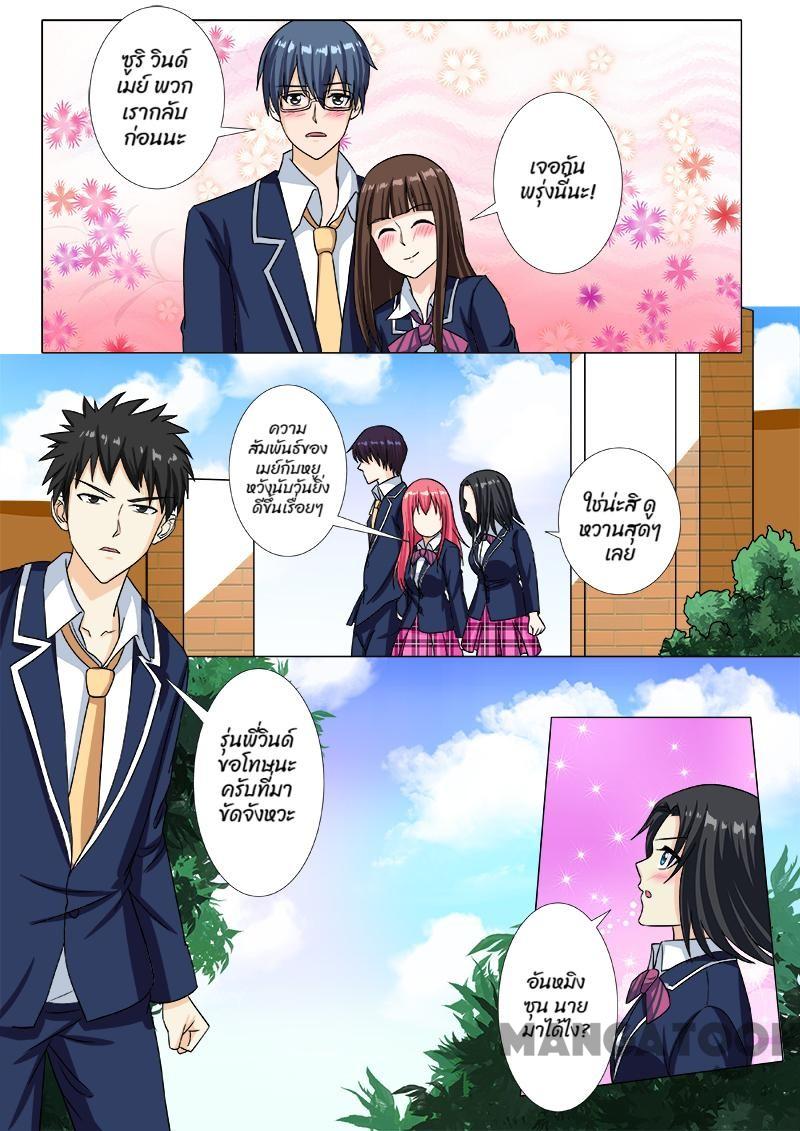 ซูริ วินด์
เมย์ พวก
เรากลับ
ก่อนนะ
เจอกัน
พรุ่งนี้นะ!
ความ
สัมพันธ์ของ
เมย์กับหยู
หวังนับวันยิ่ง
ดีขึ้นเรื่อยๆ
ใช่น่ะสิ ดู
หวานสุดๆ
เลย
รุ่นพี่วินด์
ขอโทษนะ
ครับที่มา
ขัดจังหวะ
อันหมิง
ซุน นาย
มาได้ไง?
MANGATOON